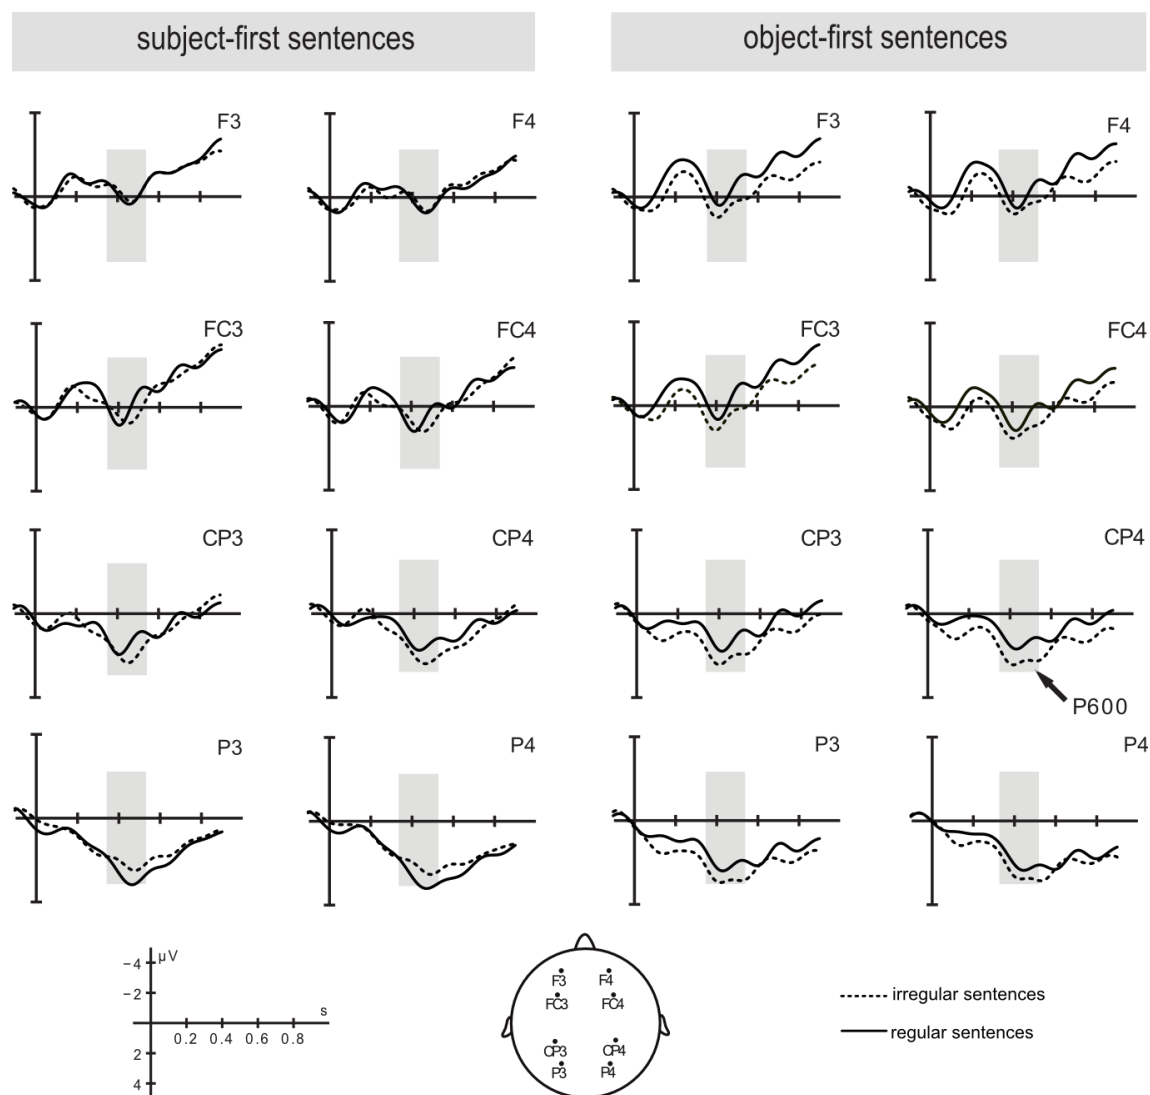 subject-first sentences
object-first sentences
F3
F4
F3
F4
FC3
FC4
FC3
FC4
CP3
CP4
CP3
CP4
P600
P3
P4
P3
P4
−4
µV
−2
s
0.2 0.4 0.6 0.8
2
4
F3 F4
FC3 FC4
CP3 CP4
P3 P4
irregular sentences
regular sentences